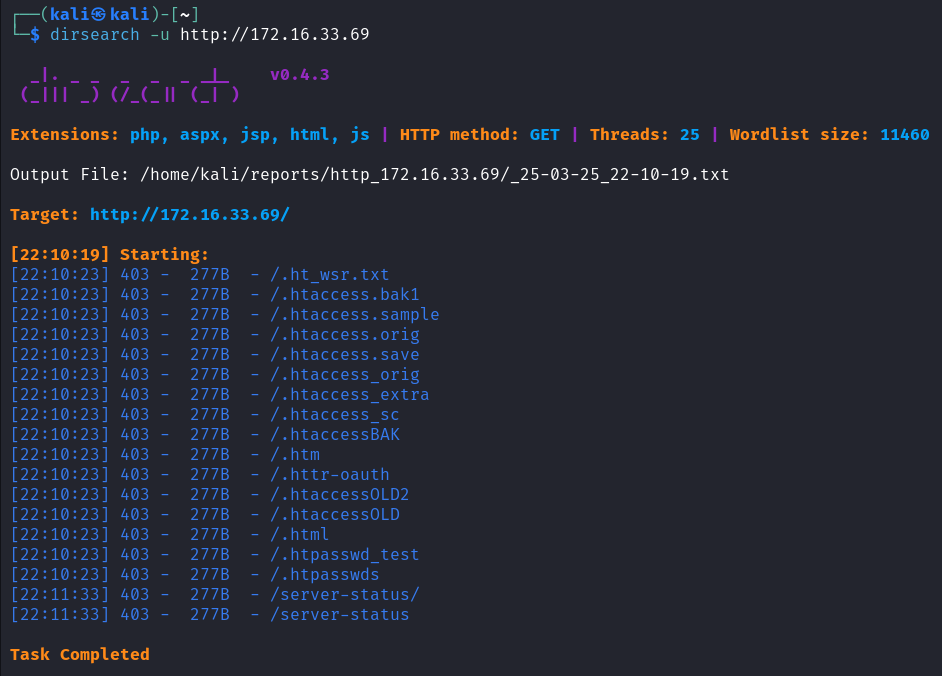 ┌──(kali㉿kali)-[~]
└─$ dirsearch -u http://172.16.33.69
_|. _ _  _  _  _ _|_    v0.4.3
(_||| _) (/_(_|| (_| )
Extensions: php, aspx, jsp, html, js | HTTP method: GET | Threads: 25 | Wordlist size: 11460
Output File: /home/kali/reports/http_172.16.33.69/_25-03-25_22-10-19.txt
Target: http://172.16.33.69/
[22:10:19] Starting:
[22:10:23] 403 -  277B  - /.ht_wsr.txt
[22:10:23] 403 -  277B  - /.htaccess.bak1
[22:10:23] 403 -  277B  - /.htaccess.sample
[22:10:23] 403 -  277B  - /.htaccess.orig
[22:10:23] 403 -  277B  - /.htaccess.save
[22:10:23] 403 -  277B  - /.htaccess_orig
[22:10:23] 403 -  277B  - /.htaccess_extra
[22:10:23] 403 -  277B  - /.htaccess_sc
[22:10:23] 403 -  277B  - /.htaccessBAK
[22:10:23] 403 -  277B  - /.htm
[22:10:23] 403 -  277B  - /.httr-oauth
[22:10:23] 403 -  277B  - /.htaccessOLD2
[22:10:23] 403 -  277B  - /.htaccessOLD
[22:10:23] 403 -  277B  - /.html
[22:10:23] 403 -  277B  - /.htpasswd_test
[22:10:23] 403 -  277B  - /.htpasswds
[22:11:33] 403 -  277B  - /server-status/
[22:11:33] 403 -  277B  - /server-status
Task Completed